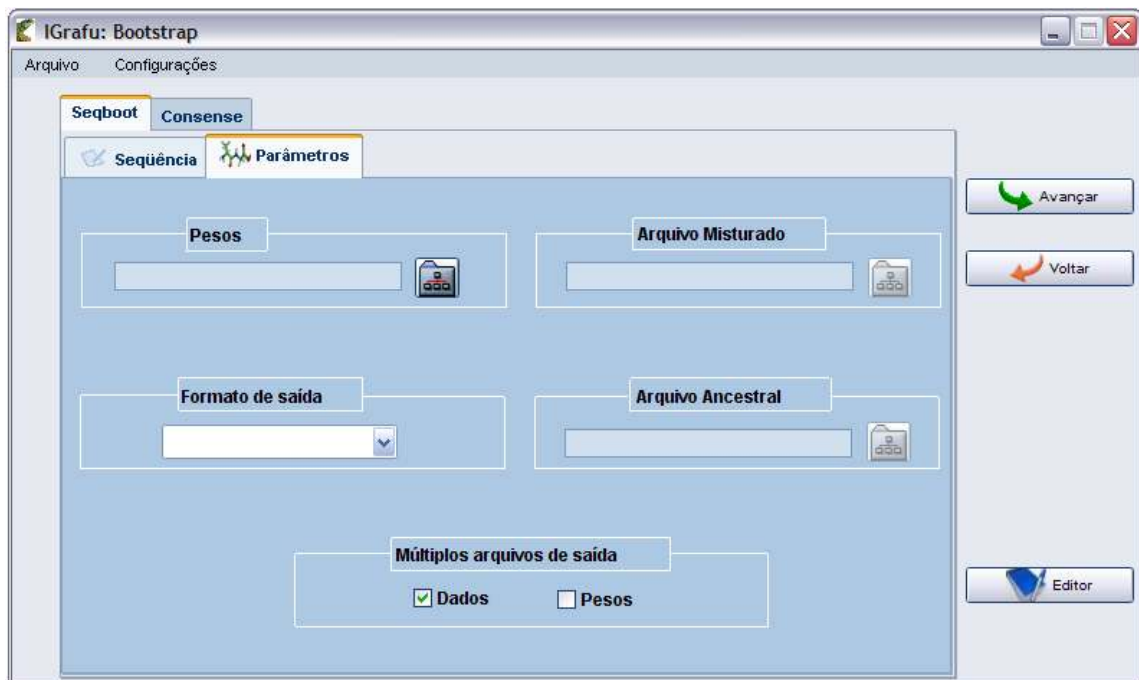 IGrafu: Bootstrap
Arquivo Configurações
Seqboot Consense
Seqüência Parâmetros
Avançar
Pesos Arquivo Misturado
Voltar
Formato de saída Arquivo Ancestral
Múltiplos arquivos de saída
Dados Pesos
Editor